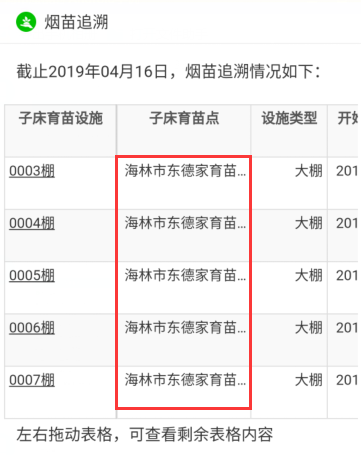 烟苗追溯
截止2019年04月16日，烟苗追溯情况如下：
子床育苗设施 子床育苗点 设施类型 开始
0003棚 海林市东德家育苗... 大棚 201
0004棚 海林市东德家育苗... 大棚 201
0005棚 海林市东德家育苗... 大棚 201
0006棚 海林市东德家育苗... 大棚 201
0007棚 海林市东德家育苗... 大棚 201
左右拖动表格，可查看剩余表格内容